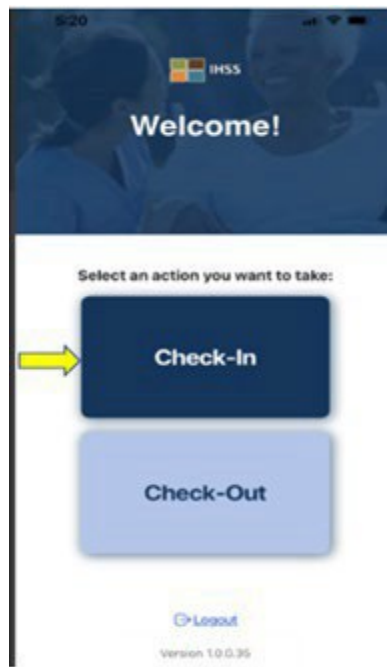 5:20
IHSS
Welcome!
Select an action you want to take:
Check-In
Check-Out
Logout
Version 1.0.0.35